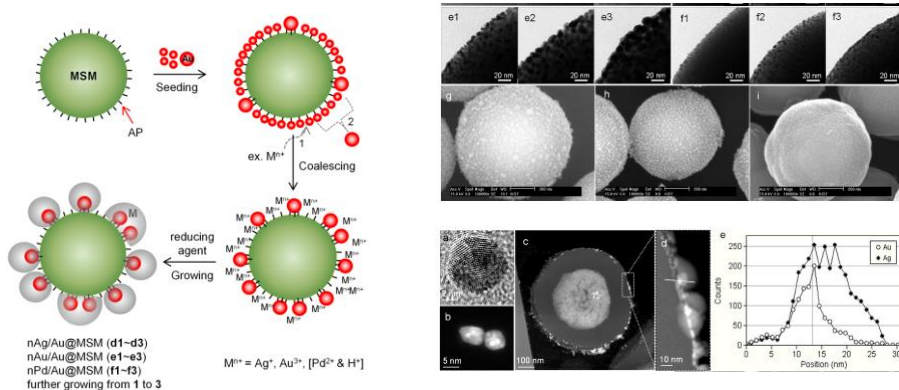 MSM
Au
Seeding
AP
1
2
ex. Mⁿ⁺
Coalescing
M
reducing
agent
Growing
Mⁿ⁺
nAg/Au@MSM (d1~d3)
nAu/Au@MSM (e1~e3)
nPd/Au@MSM (f1~f3)
further growing from 1 to 3
Mⁿ⁺ = Ag⁺, Au³⁺, [Pd²⁺ & H⁺]
e1
e2
e3
f1
f2
f3
20 nm
20 nm
20 nm
20 nm
20 nm
20 nm
g
h
i
a
b
5 nm
c
100 nm
d
10 nm
e
Au
Ag
Counts
250
200
150
100
50
0
0 5 10 15 20 25 30
Position (nm)